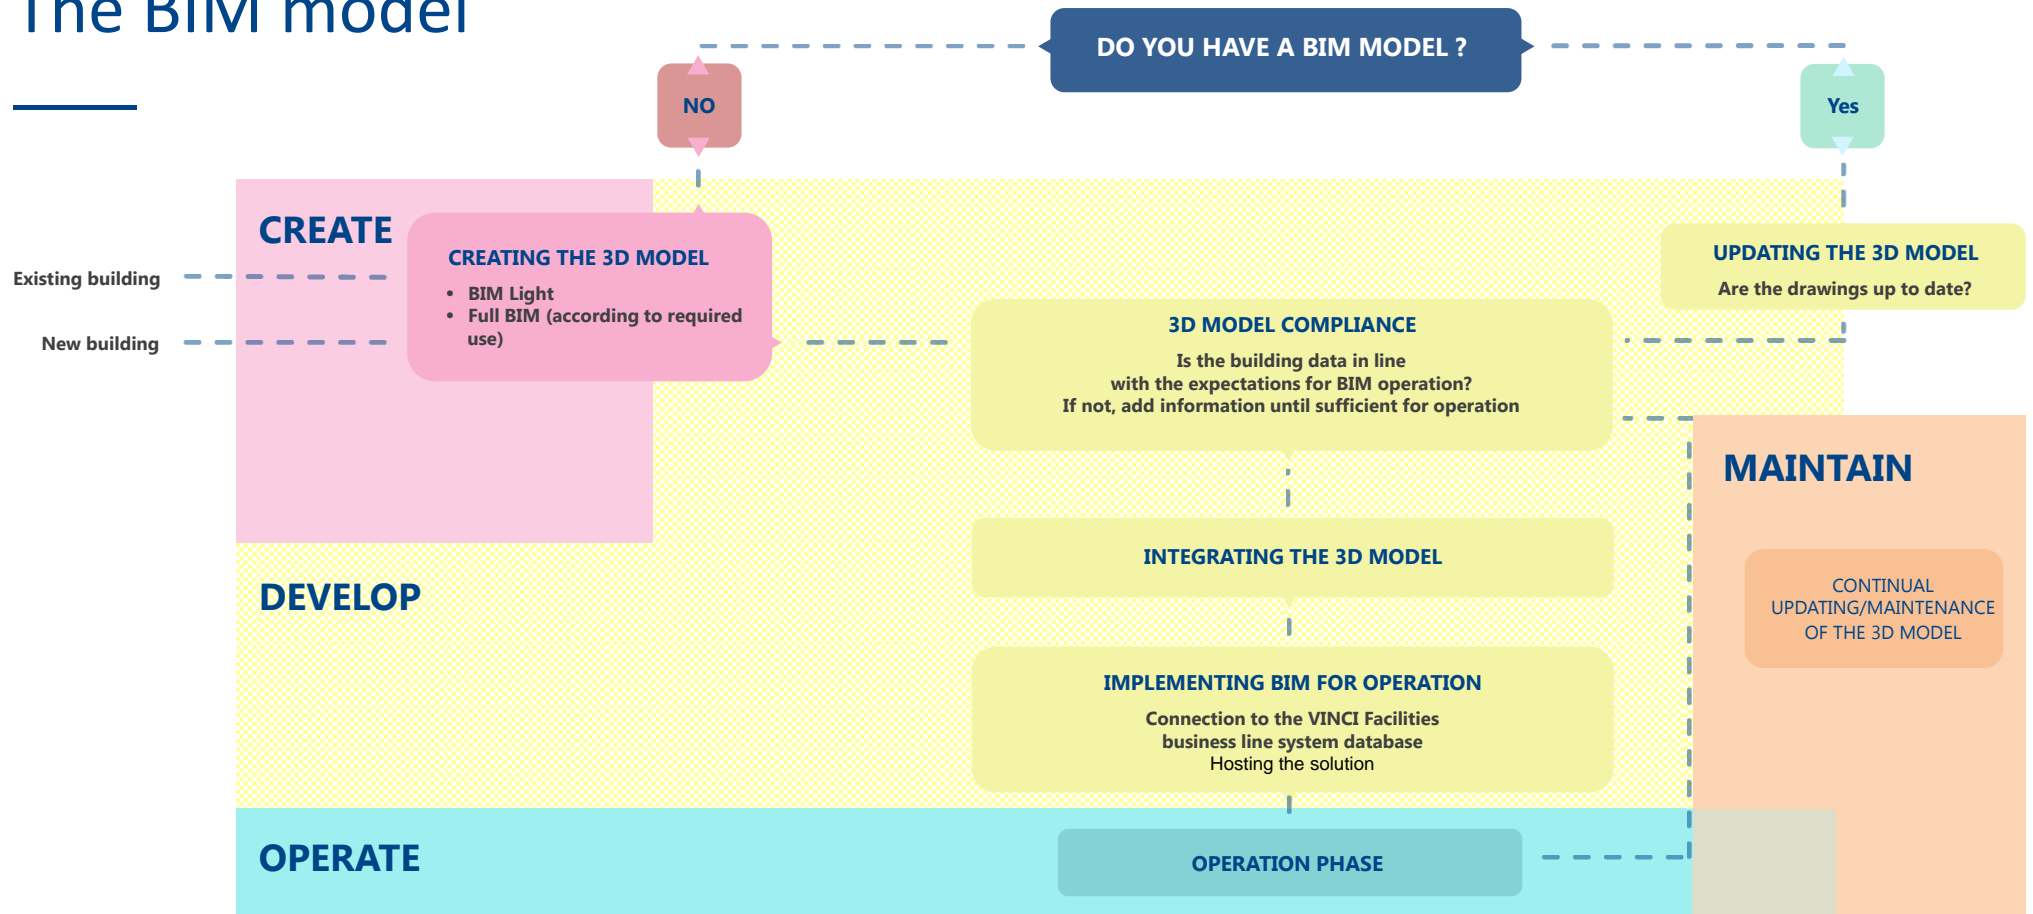 The BIM model
DO YOU HAVE A BIM MODEL ?
NO
Yes
CREATE
Existing building
New building
CREATING THE 3D MODEL
• BIM Light
• Full BIM (according to required
use)
UPDATING THE 3D MODEL
Are the drawings up to date?
3D MODEL COMPLIANCE
Is the building data in line
with the expectations for BIM operation?
If not, add information until sufficient for operation
MAINTAIN
INTEGRATING THE 3D MODEL
CONTINUAL
UPDATING/MAINTENANCE
OF THE 3D MODEL
DEVELOP
IMPLEMENTING BIM FOR OPERATION
Connection to the VINCI Facilities
business line system database
Hosting the solution
OPERATE
OPERATION PHASE